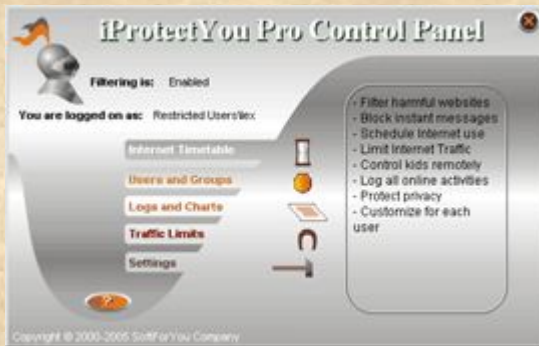 iProtectYou Pro Control Panel
Filtering is: Enabled
You are logged on as: Restricted Users\lex
Internet Timetable
Users and Groups
Logs and Charts
Traffic Limits
Settings
?
- Filter harmful websites
- Block instant messages
- Schedule Internet use
- Limit Internet Traffic
- Control kids remotely
- Log all online activities
- Protect privacy
- Customize for each
user
Copyright © 2000-2005 SoftForYou Company